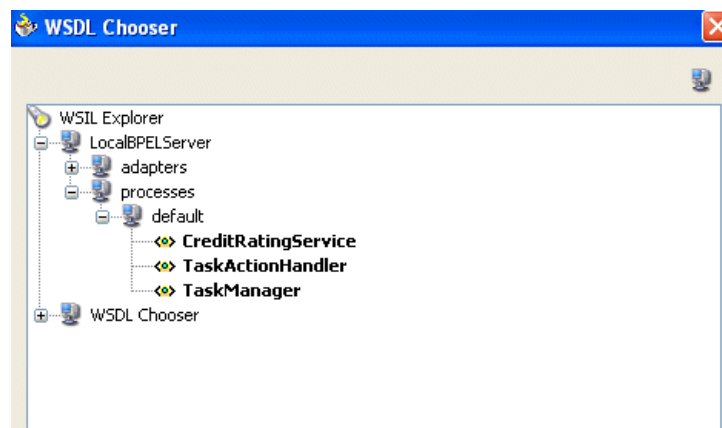 WSDL Chooser
WSIL Explorer
LocalBPELServer
adapters
processes
default
CreditRatingService
TaskActionHandler
TaskManager
WSDL Chooser